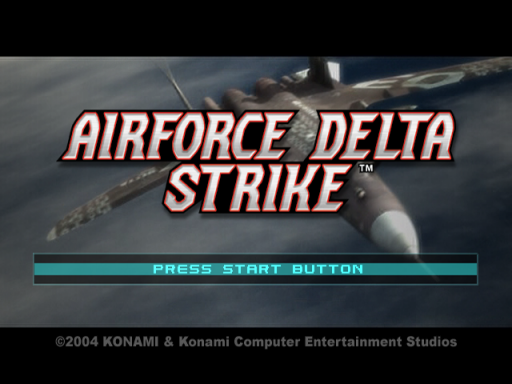 AIRFORCE DELTA
STRIKE™
PRESS START BUTTON
©2004 KONAMI & Konami Computer Entertainment Studios